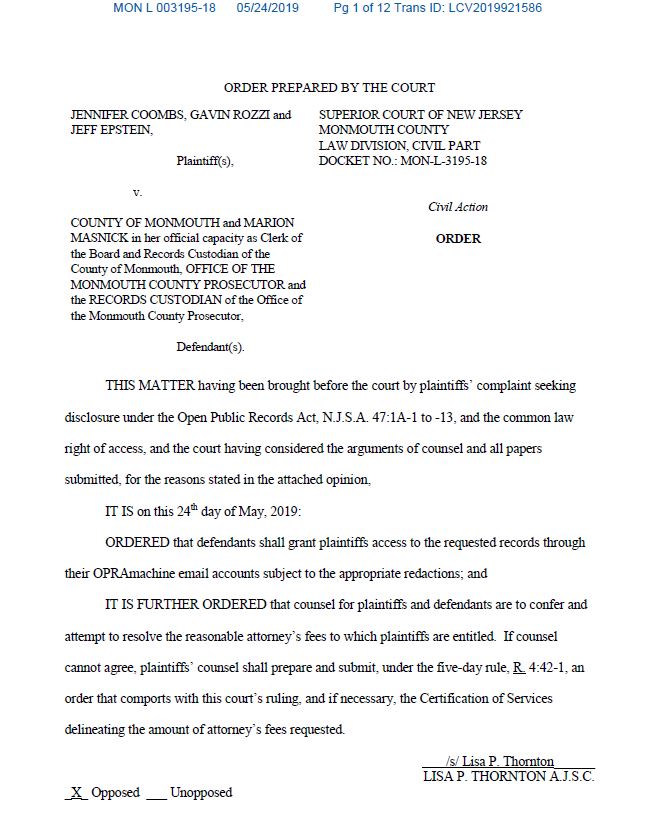 MON L 003195-18 05/24/2019 Pg 1 of 12 Trans ID: LCV2019921586
ORDER PREPARED BY THE COURT
JENNIFER COOMBS, GAVIN ROZZI and
JEFF EPSTEIN,
Plaintiff(s),
v.
COUNTY OF MONMOUTH and MARION
MASNICK in her official capacity as Clerk of
the Board and Records Custodian of the
County of Monmouth, OFFICE OF THE
MONMOUTH COUNTY PROSECUTOR and
the RECORDS CUSTODIAN of the Office of
the Monmouth County Prosecutor,
Defendant(s).
SUPERIOR COURT OF NEW JERSEY
MONMOUTH COUNTY
LAW DIVISION, CIVIL PART
DOCKET NO.: MON-L-3195-18
Civil Action
ORDER
THIS MATTER having been brought before the court by plaintiffs’ complaint seeking
disclosure under the Open Public Records Act, N.J.S.A. 47:1A-1 to -13, and the common law
right of access, and the court having considered the arguments of counsel and all papers
submitted, for the reasons stated in the attached opinion,
IT IS on this 24th day of May, 2019:
ORDERED that defendants shall grant plaintiffs access to the requested records through
their OPRAmachine email accounts subject to the appropriate redactions; and
IT IS FURTHER ORDERED that counsel for plaintiffs and defendants are to confer and
attempt to resolve the reasonable attorney’s fees to which plaintiffs are entitled. If counsel
cannot agree, plaintiffs’ counsel shall prepare and submit, under the five-day rule, R. 4:42-1, an
order that comports with this court’s ruling, and if necessary, the Certification of Services
delineating the amount of attorney’s fees requested.
/s/ Lisa P. Thornton
LISA P. THORNTON A.J.S.C.
_X_ Opposed ___ Unopposed